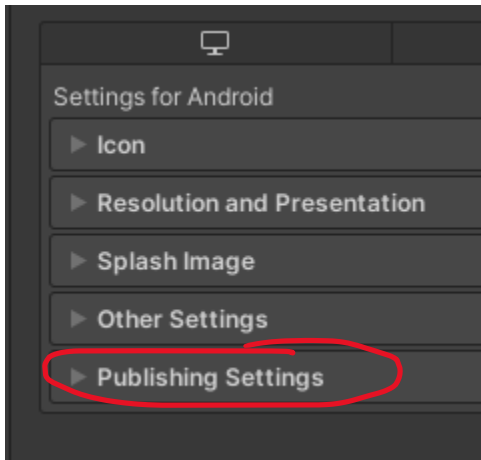 Settings for Android
Icon
Resolution and Presentation
Splash Image
Other Settings
Publishing Settings